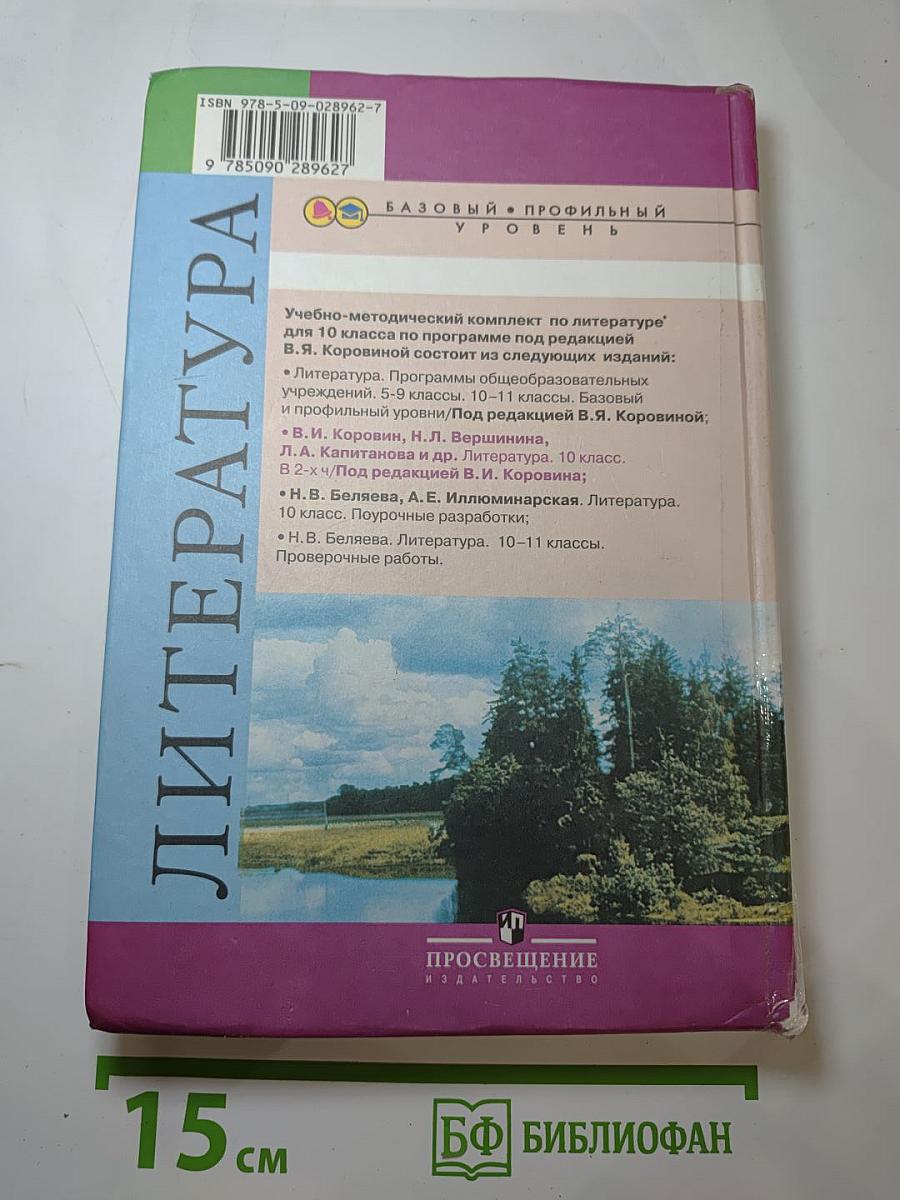 ISBN 978-5-09-028962-7
9 785090 289627
ЛИТЕРАТУРА
БАЗОВЫЙ • ПРОФИЛЬНЫЙ
УРОВЕНЬ
Учебно-методический комплект по литературе*
для 10 класса по программе под редакцией
В.Я. Коровиной состоит из следующих изданий:
• Литература. Программы общеобразовательных
учреждений. 5-9 классы. 10–11 классы. Базовый
и профильный уровни/Под редакцией В.Я. Коровиной;
• В.И. Коровин, Н.Л. Вершинина,
Л.А. Капитанова и др. Литература. 10 класс.
В 2-х ч/Под редакцией В.И. Коровина;
• Н.В. Беляева, А.Е. Иллюминарская. Литература.
10 класс. Поурочные разработки;
• Н.В. Беляева. Литература. 10–11 классы.
Проверочные работы.
ИП
ПРОСВЕЩЕНИЕ
ИЗДАТЕЛЬСТВО
15 см
БФ БИБЛИОФАН